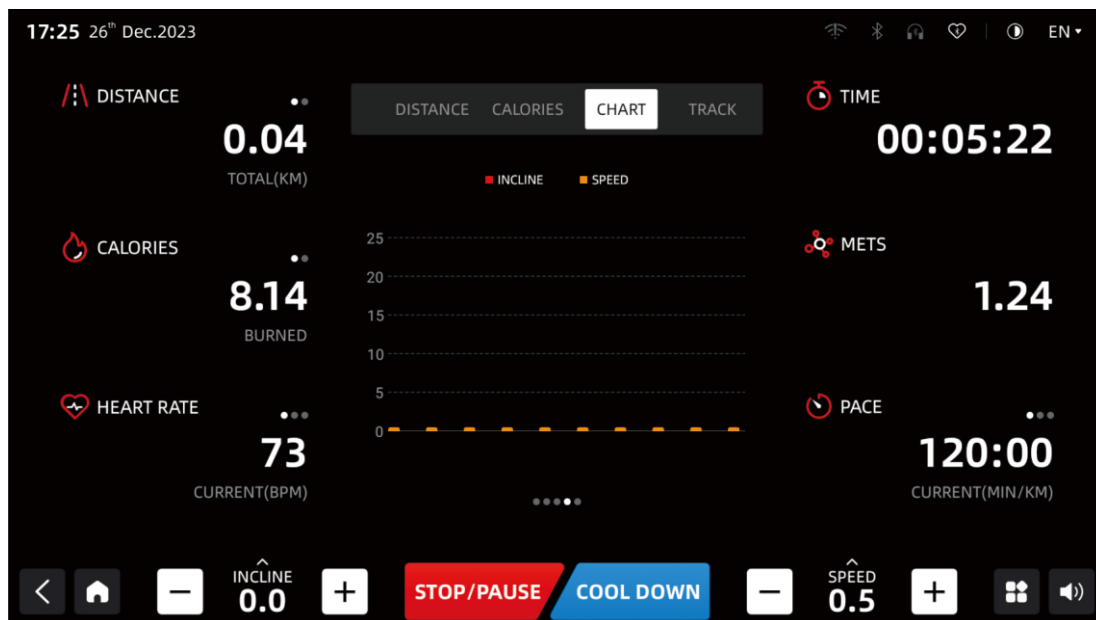 17:25 26th Dec.2023
EN
DISTANCE
0.04
TOTAL(KM)
CALORIES
8.14
BURNED
HEART RATE
73
CURRENT(BPM)
DISTANCE CALORIES CHART TRACK
INCLINE SPEED
25
20
15
10
5
0
TIME
00:05:22
METS
1.24
PACE
120:00
CURRENT(MIN/KM)
INCLINE
0.0
STOP/PAUSE
COOL DOWN
SPEED
0.5